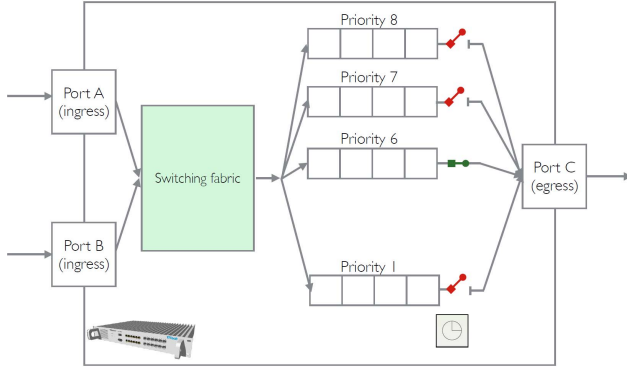 Priority 8
Priority 7
Port A
(ingress)
Priority 6
Switching fabric
Port C
(egress)
Port B
(ingress)
Priority 1